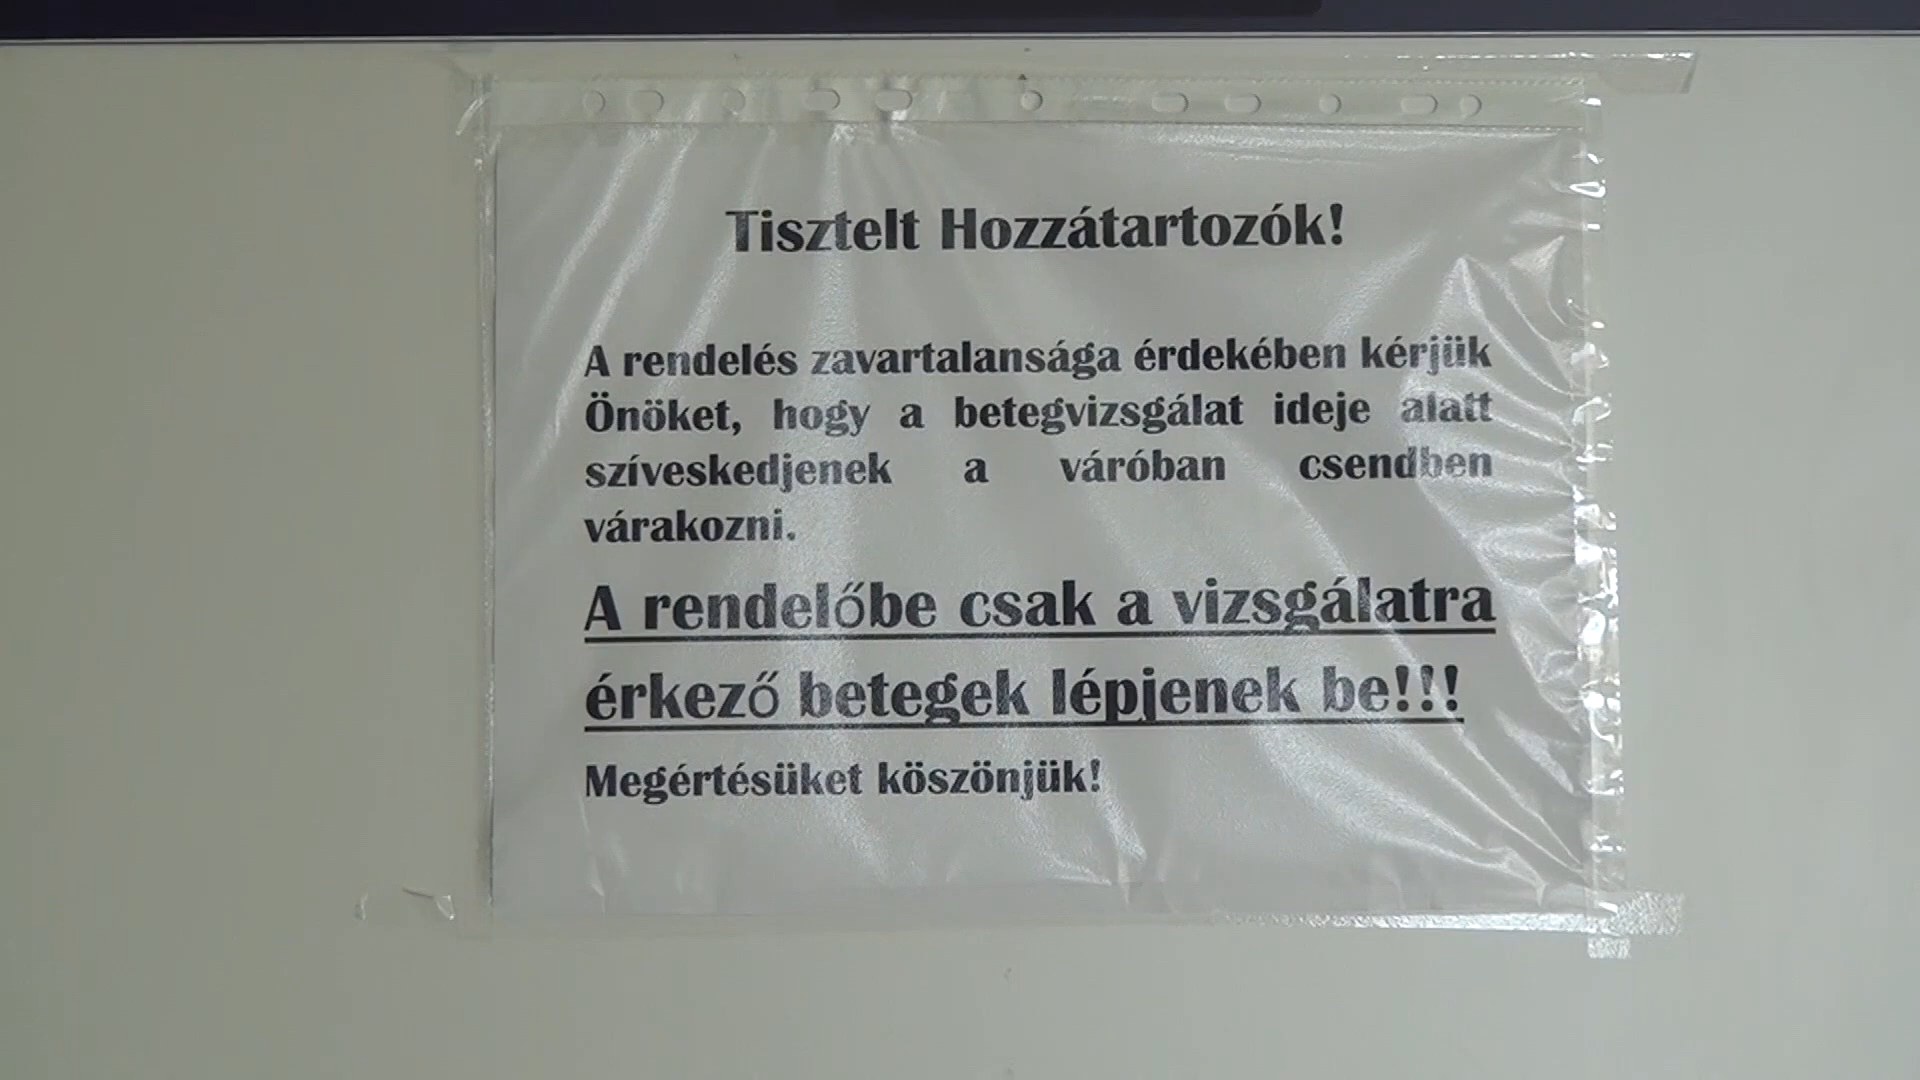 Tisztelt Hozzátartozók!
A rendelés zavartalansága érdekében kérjük
Önöket, hogy a betegvizsgálat ideje alatt
szíveskedjenek a váróban csendben
várakozni.
A rendelőbe csak a vizsgálatra
érkező betegek lépjenek be!!!
Megértésüket köszönjük!